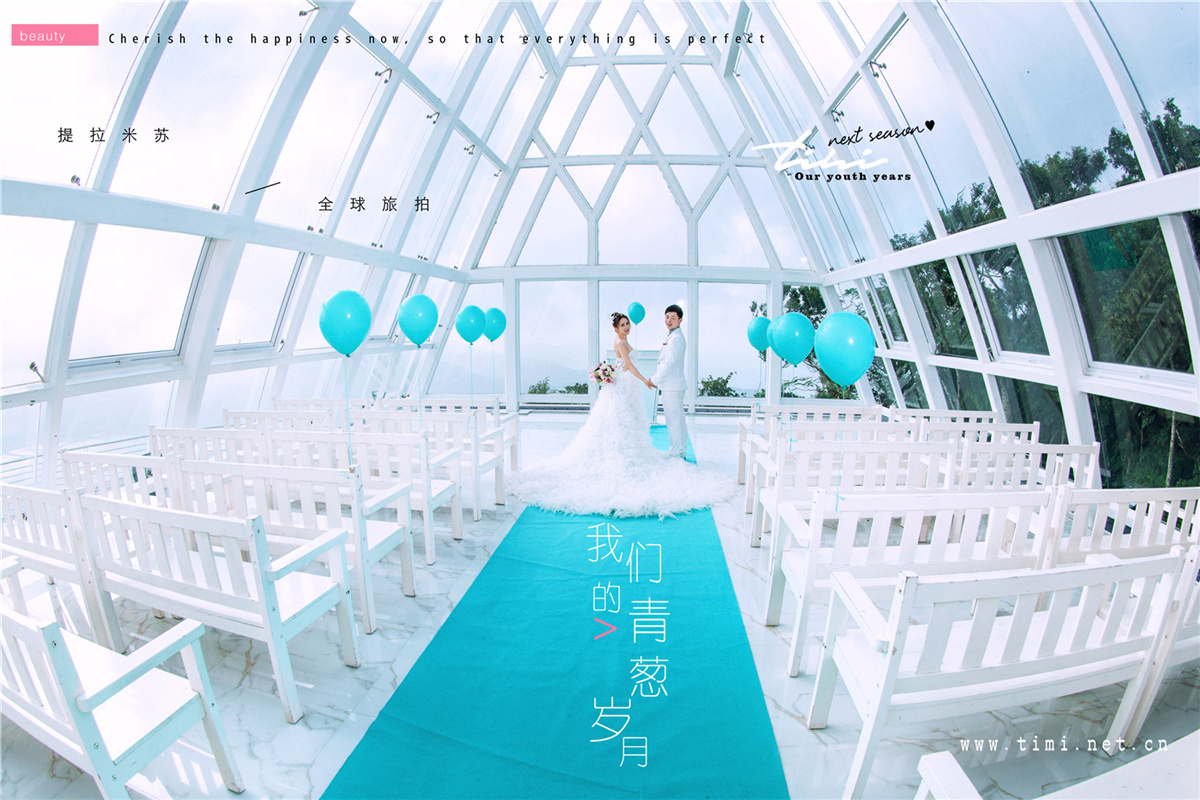 beauty
Cherish the happiness now, so that everything is perfect
提拉米苏
全球旅拍
next season
timi
Our youth years
我们的青葱岁月
www.timi.net.cn